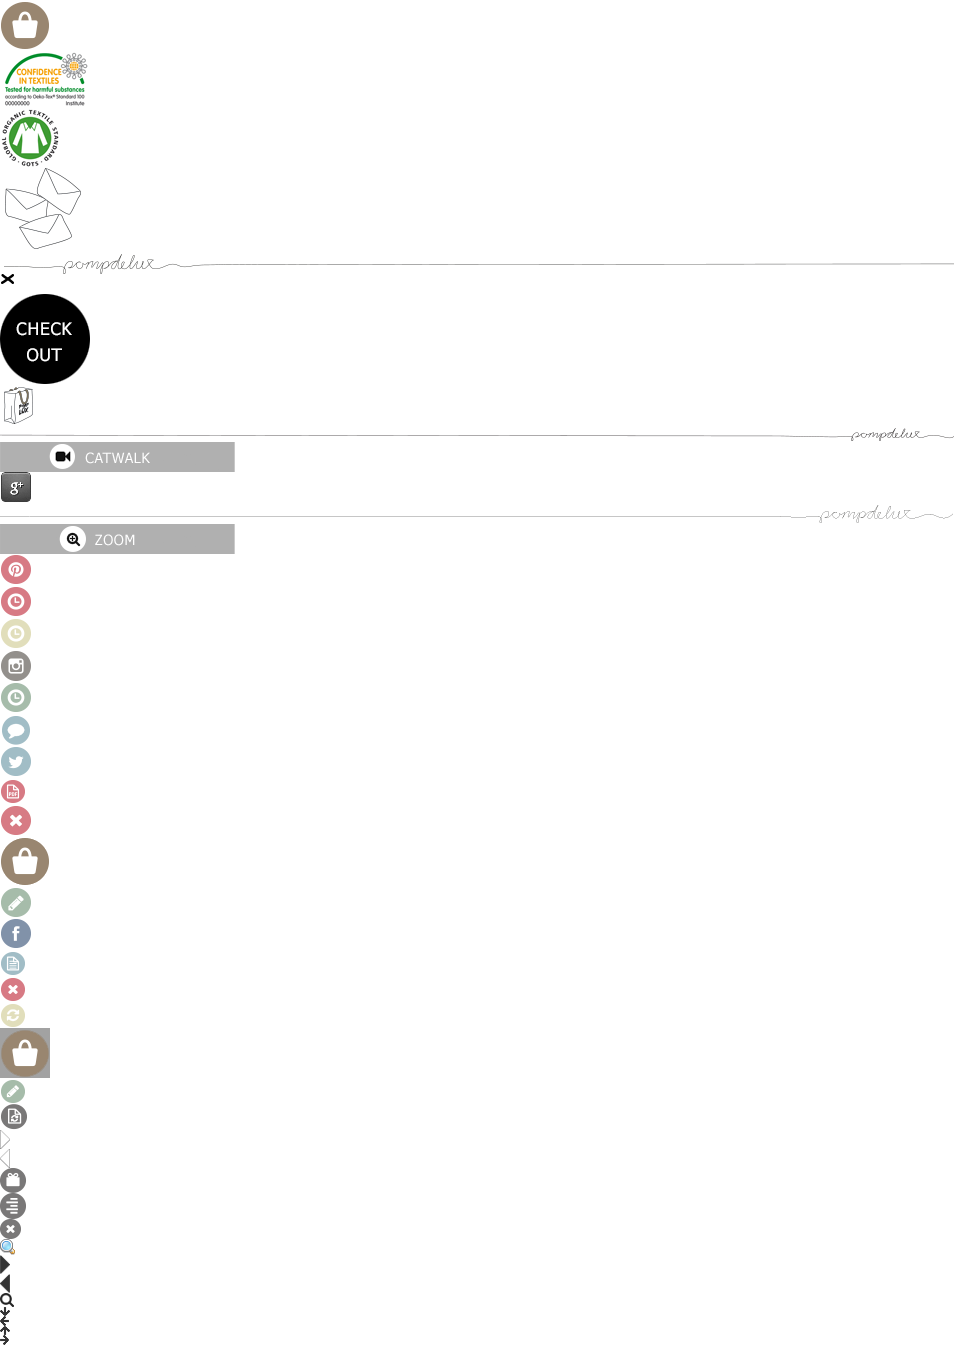 CONFIDENCE
IN TEXTILES
Tested for harmful substances
according to Oeko-Tex® Standard 100
00000000 Institute
GLOBAL ORGANIC TEXTILE STANDARD · GOTS ·
pompdelux
CHECK
OUT
pompdelux
CATWALK
g+
pompdelux
ZOOM
PDF
f